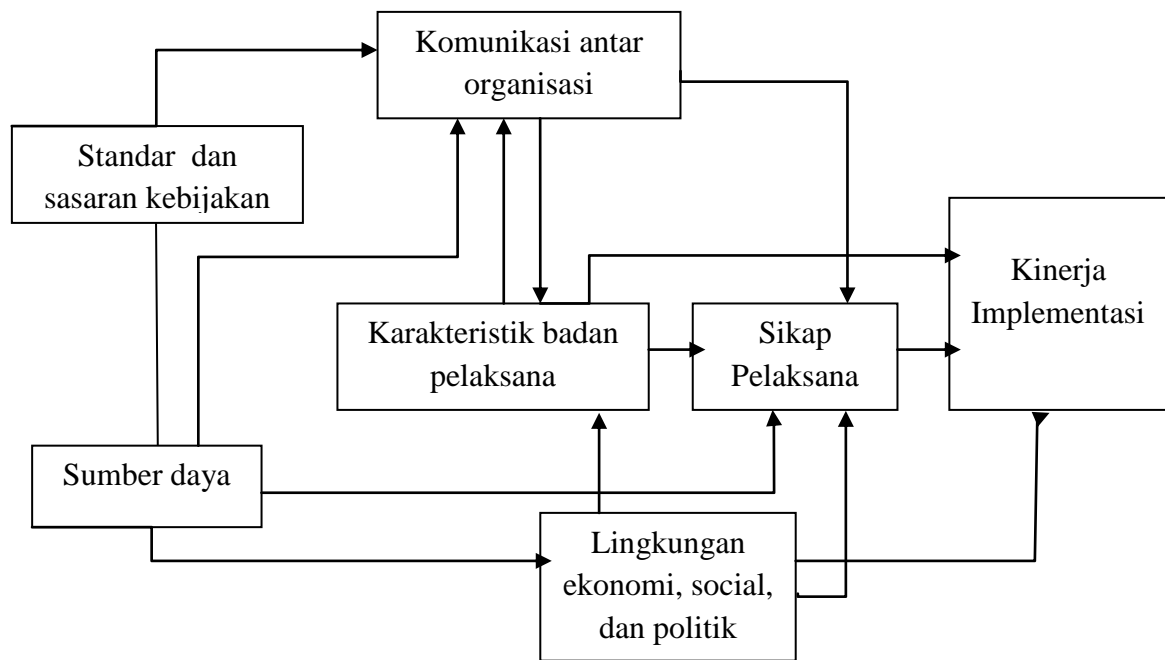 Komunikasi antar
organisasi
Standar dan
sasaran kebijakan
Kinerja
Implementasi
Karakteristik badan
pelaksana
Sikap
Pelaksana
Sumber daya
Lingkungan
ekonomi, social,
dan politik